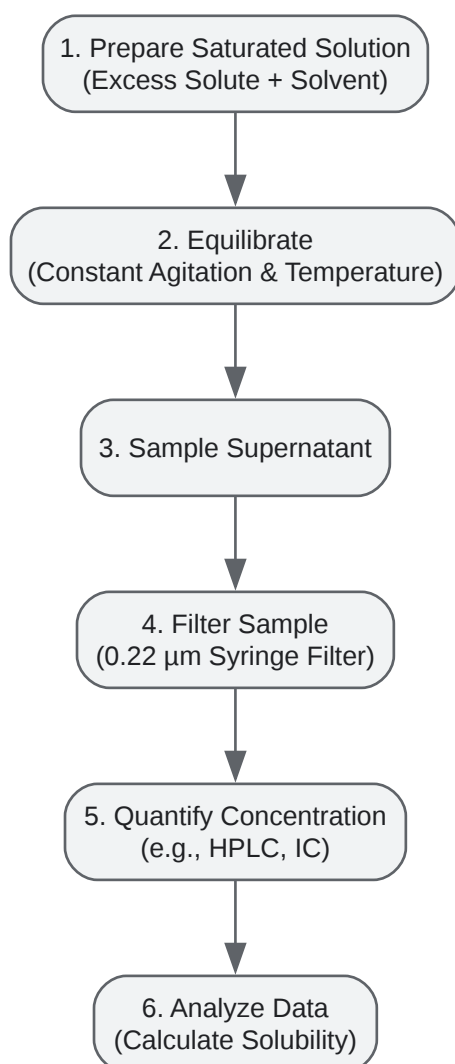 1. Prepare Saturated Solution
(Excess Solute + Solvent)
2. Equilibrate
(Constant Agitation & Temperature)
3. Sample Supernatant
4. Filter Sample
(0.22 µm Syringe Filter)
5. Quantify Concentration
(e.g., HPLC, IC)
6. Analyze Data
(Calculate Solubility)